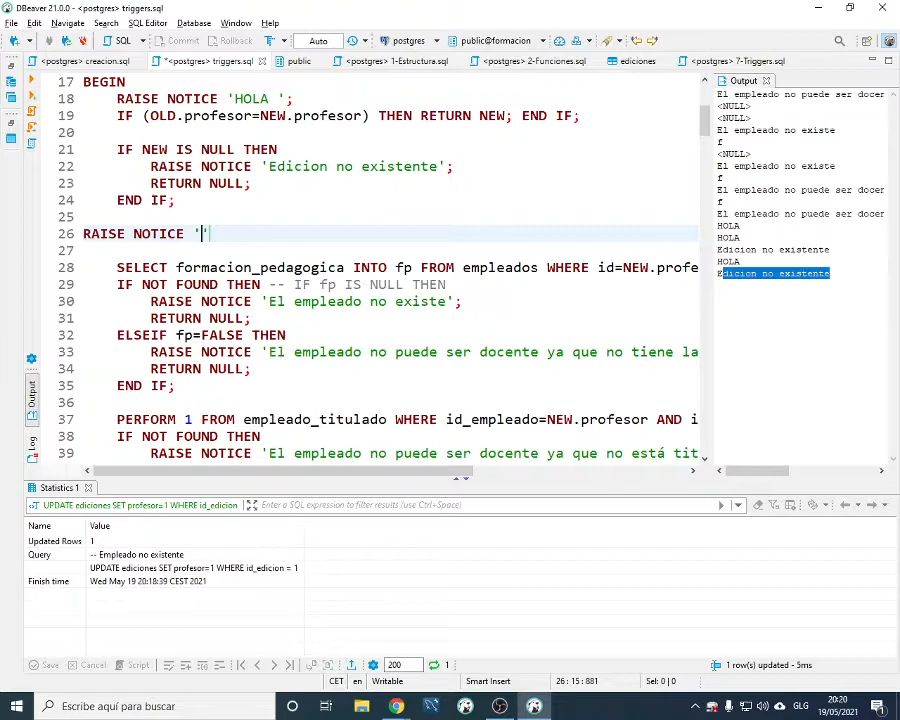 DBeaver 21.0.0 - <postgres> triggers.sql
File Edit Navigate Search SQL Editor Database Window Help
SQL Commit Rollback T Auto postgres public@formacion
<postgres> creacion.sql *<postgres> triggers.sql public <postgres> 1-Estructura.sql <postgres> 2-Funciones.sql ediciones <postgres> 7-Triggers.sql
17 BEGIN
18 RAISE NOTICE 'HOLA ';
19 IF (OLD.profesor=NEW.profesor) THEN RETURN NEW; END IF;
20
21 IF NEW IS NULL THEN
22 RAISE NOTICE 'Edicion no existente';
23 RETURN NULL;
24 END IF;
25
26 RAISE NOTICE ''
27
28 SELECT formacion_pedagogica INTO fp FROM empleados WHERE id=NEW.profe
29 IF NOT FOUND THEN -- IF fp IS NULL THEN
30 RAISE NOTICE 'El empleado no existe';
31 RETURN NULL;
32 ELSEIF fp=FALSE THEN
33 RAISE NOTICE 'El empleado no puede ser docente ya que no tiene la
34 RETURN NULL;
35 END IF;
36
37 PERFORM 1 FROM empleado_titulado WHERE id_empleado=NEW.profesor AND i
38 IF NOT FOUND THEN
39 RAISE NOTICE 'El empleado no puede ser docente ya que no está tit
Output
El empleado no puede ser docer
<NULL>
<NULL>
El empleado no existe
f
<NULL>
El empleado no existe
f
El empleado no puede ser docer
f
El empleado no puede ser docer
HOLA
HOLA
Edicion no existente
HOLA
Edicion no existente
Output
Log
Statistics 1
UPDATE ediciones SET profesor=1 WHERE id_edicion Enter a SQL expression to filter results (use Ctrl+Space)
Name Value
Updated Rows 1
Query -- Empleado no existente
UPDATE ediciones SET profesor=1 WHERE id_edicion = 1
Finish time Wed May 19 20:18:39 CEST 2021
Save Cancel Script 200 1 1 row(s) updated - 5ms
CET en Writable Smart Insert 26 : 15 : 881 Sel: 0 | 0
Escribe aquí para buscar GLG 20:20
19/05/2021 1